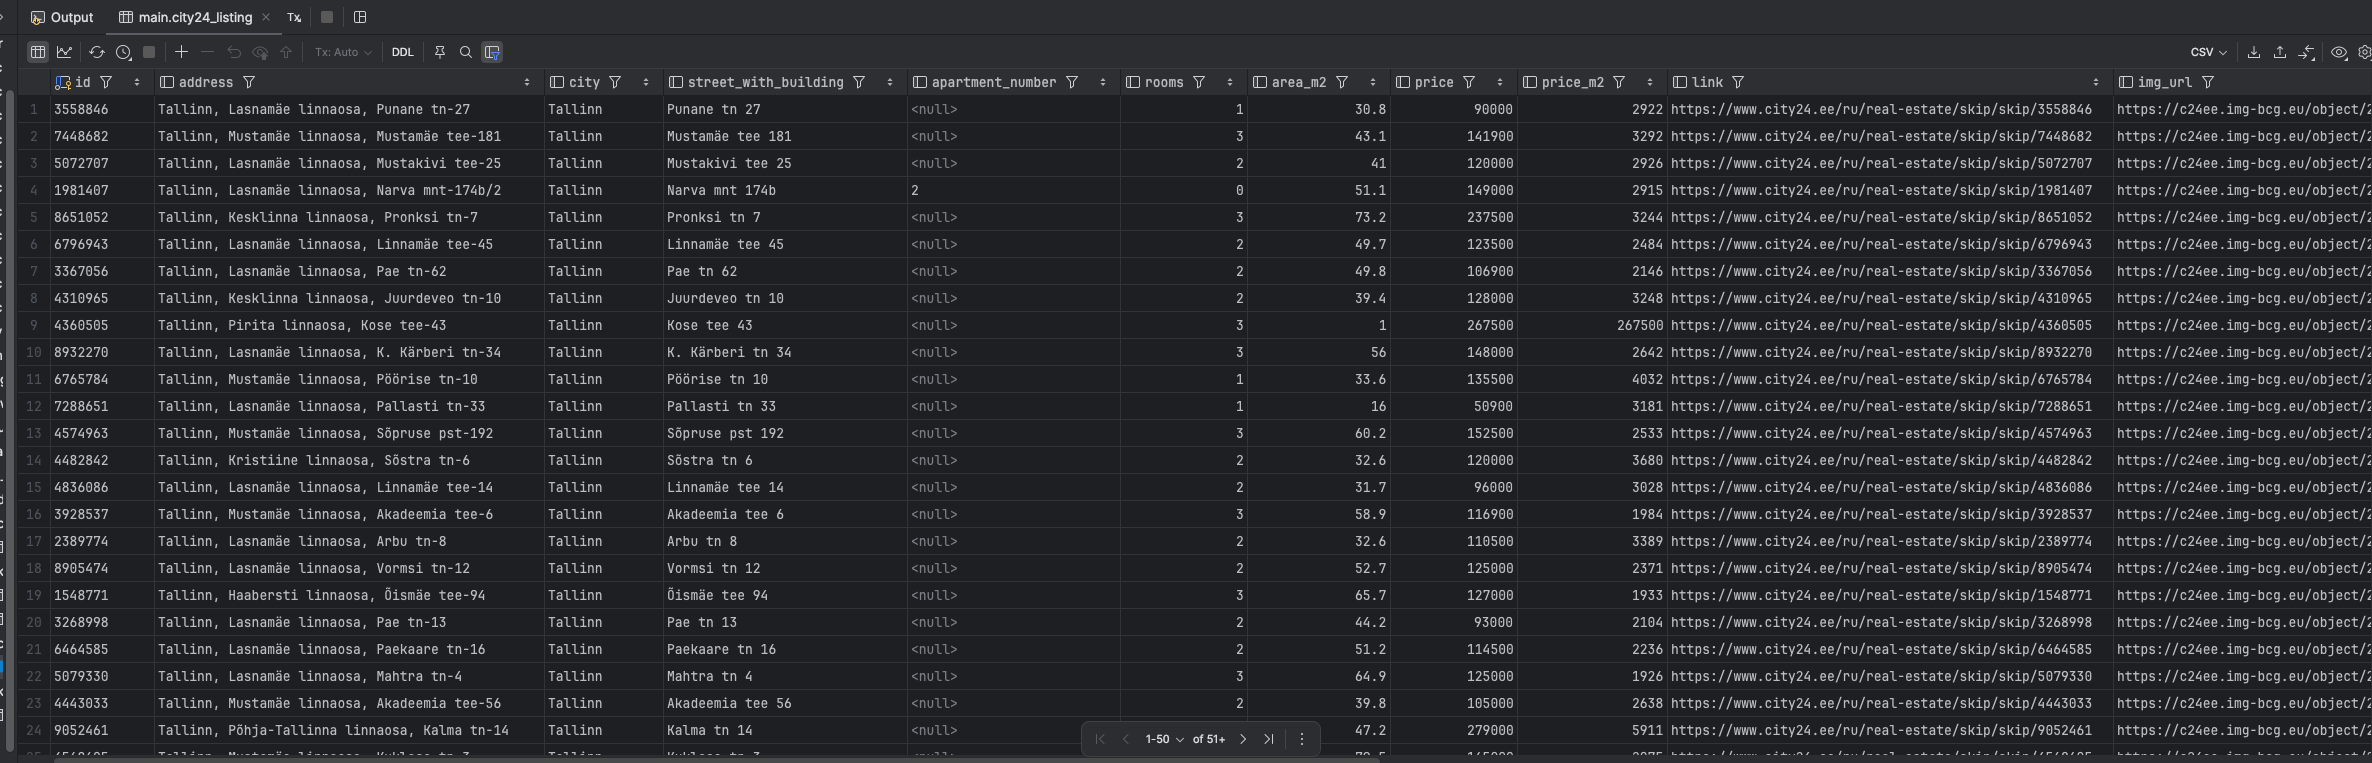 Output main.city24_listing Tx
Tx: Auto DDL CSV
id address city street_with_building apartment_number rooms area_m2 price price_m2 link img_url
1 3558846 Tallinn, Lasnamäe linnaosa, Punane tn-27 Tallinn Punane tn 27 <null> 1 30.8 90000 2922 https://www.city24.ee/ru/real-estate/skip/skip/3558846 https://c24ee.img-bcg.eu/object/2
2 7448682 Tallinn, Mustamäe linnaosa, Mustamäe tee-181 Tallinn Mustamäe tee 181 <null> 3 43.1 141900 3292 https://www.city24.ee/ru/real-estate/skip/skip/7448682 https://c24ee.img-bcg.eu/object/2
3 5072707 Tallinn, Lasnamäe linnaosa, Mustakivi tee-25 Tallinn Mustakivi tee 25 <null> 2 41 120000 2926 https://www.city24.ee/ru/real-estate/skip/skip/5072707 https://c24ee.img-bcg.eu/object/2
4 1981407 Tallinn, Lasnamäe linnaosa, Narva mnt-174b/2 Tallinn Narva mnt 174b 2 0 51.1 149000 2915 https://www.city24.ee/ru/real-estate/skip/skip/1981407 https://c24ee.img-bcg.eu/object/2
5 8651052 Tallinn, Kesklinna linnaosa, Pronksi tn-7 Tallinn Pronksi tn 7 <null> 3 73.2 237500 3244 https://www.city24.ee/ru/real-estate/skip/skip/8651052 https://c24ee.img-bcg.eu/object/2
6 6796943 Tallinn, Lasnamäe linnaosa, Linnamäe tee-45 Tallinn Linnamäe tee 45 <null> 2 49.7 123500 2484 https://www.city24.ee/ru/real-estate/skip/skip/6796943 https://c24ee.img-bcg.eu/object/2
7 3367056 Tallinn, Lasnamäe linnaosa, Pae tn-62 Tallinn Pae tn 62 <null> 2 49.8 106900 2146 https://www.city24.ee/ru/real-estate/skip/skip/3367056 https://c24ee.img-bcg.eu/object/2
8 4310965 Tallinn, Kesklinna linnaosa, Juurdeveo tn-10 Tallinn Juurdeveo tn 10 <null> 2 39.4 128000 3248 https://www.city24.ee/ru/real-estate/skip/skip/4310965 https://c24ee.img-bcg.eu/object/2
9 4360505 Tallinn, Pirita linnaosa, Kose tee-43 Tallinn Kose tee 43 <null> 3 1 267500 267500 https://www.city24.ee/ru/real-estate/skip/skip/4360505 https://c24ee.img-bcg.eu/object/2
10 8932270 Tallinn, Lasnamäe linnaosa, K. Kärberi tn-34 Tallinn K. Kärberi tn 34 <null> 3 56 148000 2642 https://www.city24.ee/ru/real-estate/skip/skip/8932270 https://c24ee.img-bcg.eu/object/2
11 6765784 Tallinn, Mustamäe linnaosa, Pöörise tn-10 Tallinn Pöörise tn 10 <null> 1 33.6 135500 4032 https://www.city24.ee/ru/real-estate/skip/skip/6765784 https://c24ee.img-bcg.eu/object/2
12 7288651 Tallinn, Lasnamäe linnaosa, Pallasti tn-33 Tallinn Pallasti tn 33 <null> 1 16 50900 3181 https://www.city24.ee/ru/real-estate/skip/skip/7288651 https://c24ee.img-bcg.eu/object/2
13 4574963 Tallinn, Mustamäe linnaosa, Sõpruse pst-192 Tallinn Sõpruse pst 192 <null> 3 60.2 152500 2533 https://www.city24.ee/ru/real-estate/skip/skip/4574963 https://c24ee.img-bcg.eu/object/2
14 4482842 Tallinn, Kristiine linnaosa, Sõstra tn-6 Tallinn Sõstra tn 6 <null> 2 32.6 120000 3680 https://www.city24.ee/ru/real-estate/skip/skip/4482842 https://c24ee.img-bcg.eu/object/2
15 4836086 Tallinn, Lasnamäe linnaosa, Linnamäe tee-14 Tallinn Linnamäe tee 14 <null> 2 31.7 96000 3028 https://www.city24.ee/ru/real-estate/skip/skip/4836086 https://c24ee.img-bcg.eu/object/2
16 3928537 Tallinn, Mustamäe linnaosa, Akadeemia tee-6 Tallinn Akadeemia tee 6 <null> 3 58.9 116900 1984 https://www.city24.ee/ru/real-estate/skip/skip/3928537 https://c24ee.img-bcg.eu/object/2
17 2389774 Tallinn, Lasnamäe linnaosa, Arbu tn-8 Tallinn Arbu tn 8 <null> 2 32.6 110500 3389 https://www.city24.ee/ru/real-estate/skip/skip/2389774 https://c24ee.img-bcg.eu/object/2
18 8905474 Tallinn, Lasnamäe linnaosa, Vormsi tn-12 Tallinn Vormsi tn 12 <null> 2 52.7 125000 2371 https://www.city24.ee/ru/real-estate/skip/skip/8905474 https://c24ee.img-bcg.eu/object/2
19 1548771 Tallinn, Haabersti linnaosa, Õismäe tee-94 Tallinn Õismäe tee 94 <null> 3 65.7 127000 1933 https://www.city24.ee/ru/real-estate/skip/skip/1548771 https://c24ee.img-bcg.eu/object/2
20 3268998 Tallinn, Lasnamäe linnaosa, Pae tn-13 Tallinn Pae tn 13 <null> 2 44.2 93000 2104 https://www.city24.ee/ru/real-estate/skip/skip/3268998 https://c24ee.img-bcg.eu/object/2
21 6464585 Tallinn, Lasnamäe linnaosa, Paekaare tn-16 Tallinn Paekaare tn 16 <null> 2 51.2 114500 2236 https://www.city24.ee/ru/real-estate/skip/skip/6464585 https://c24ee.img-bcg.eu/object/2
22 5079330 Tallinn, Lasnamäe linnaosa, Mahtra tn-4 Tallinn Mahtra tn 4 <null> 3 64.9 125000 1926 https://www.city24.ee/ru/real-estate/skip/skip/5079330 https://c24ee.img-bcg.eu/object/2
23 4443033 Tallinn, Mustamäe linnaosa, Akadeemia tee-56 Tallinn Akadeemia tee 56 <null> 2 39.8 105000 2638 https://www.city24.ee/ru/real-estate/skip/skip/4443033 https://c24ee.img-bcg.eu/object/2
24 9052461 Tallinn, Põhja-Tallinna linnaosa, Kalma tn-14 Tallinn Kalma tn 14 <null> 47.2 279000 5911 https://www.city24.ee/ru/real-estate/skip/skip/9052461 https://c24ee.img-bcg.eu/object/2
1-50 of 51+